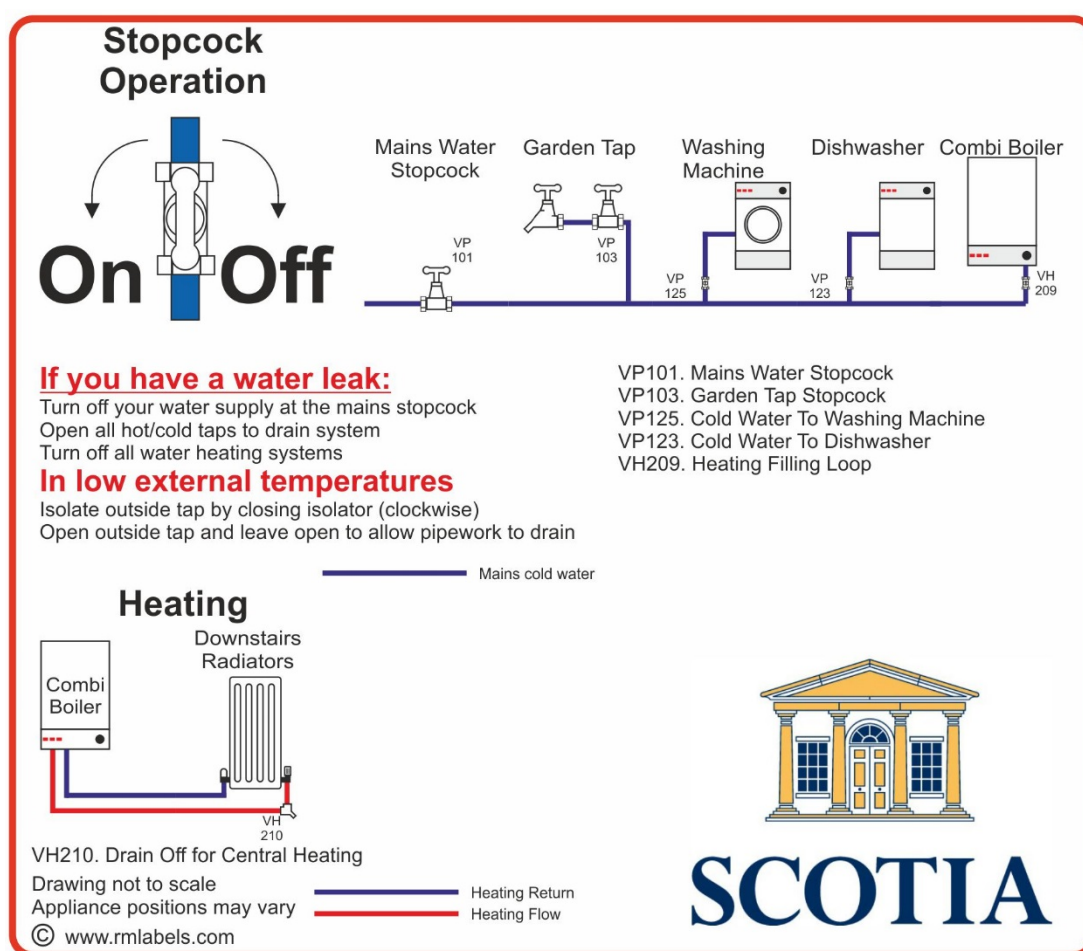 Stopcock
Operation
On
Off
Mains Water
Stopcock
Garden Tap
Washing
Machine
Dishwasher
Combi Boiler
VP
101
VP
103
VP
125
VP
123
VH
209
If you have a water leak:
Turn off your water supply at the mains stopcock
Open all hot/cold taps to drain system
Turn off all water heating systems
In low external temperatures
Isolate outside tap by closing isolator (clockwise)
Open outside tap and leave open to allow pipework to drain
VP101. Mains Water Stopcock
VP103. Garden Tap Stopcock
VP125. Cold Water To Washing Machine
VP123. Cold Water To Dishwasher
VH209. Heating Filling Loop
Mains cold water
Heating
Combi
Boiler
Downstairs
Radiators
VH
210
VH210. Drain Off for Central Heating
Drawing not to scale
Appliance positions may vary
© www.rmlabels.com
Heating Return
Heating Flow
SCOTIA